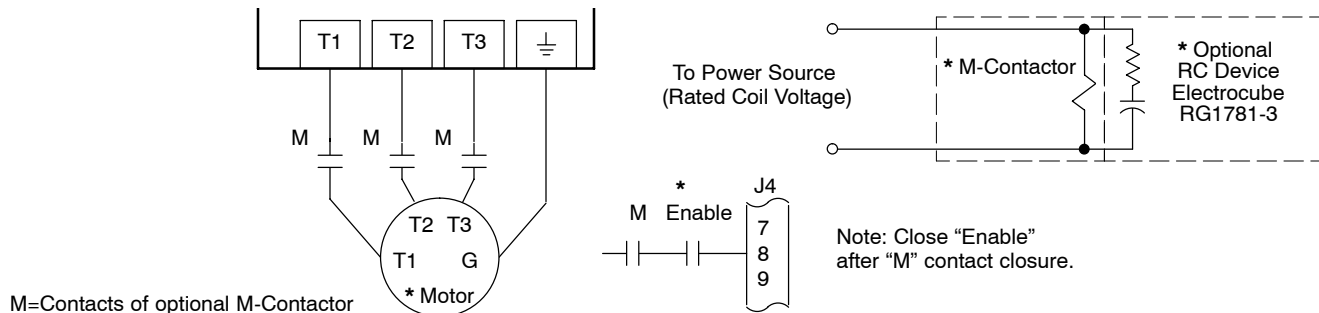 T1 T2 T3
M M M
T2 T3
T1 G
* Motor
M=Contacts of optional M-Contactor
To Power Source
(Rated Coil Voltage)
* M-Contactor
* Optional
RC Device
Electrocube
RG1781-3
*
M Enable
J4
7
8
9
Note: Close “Enable”
after “M” contact closure.